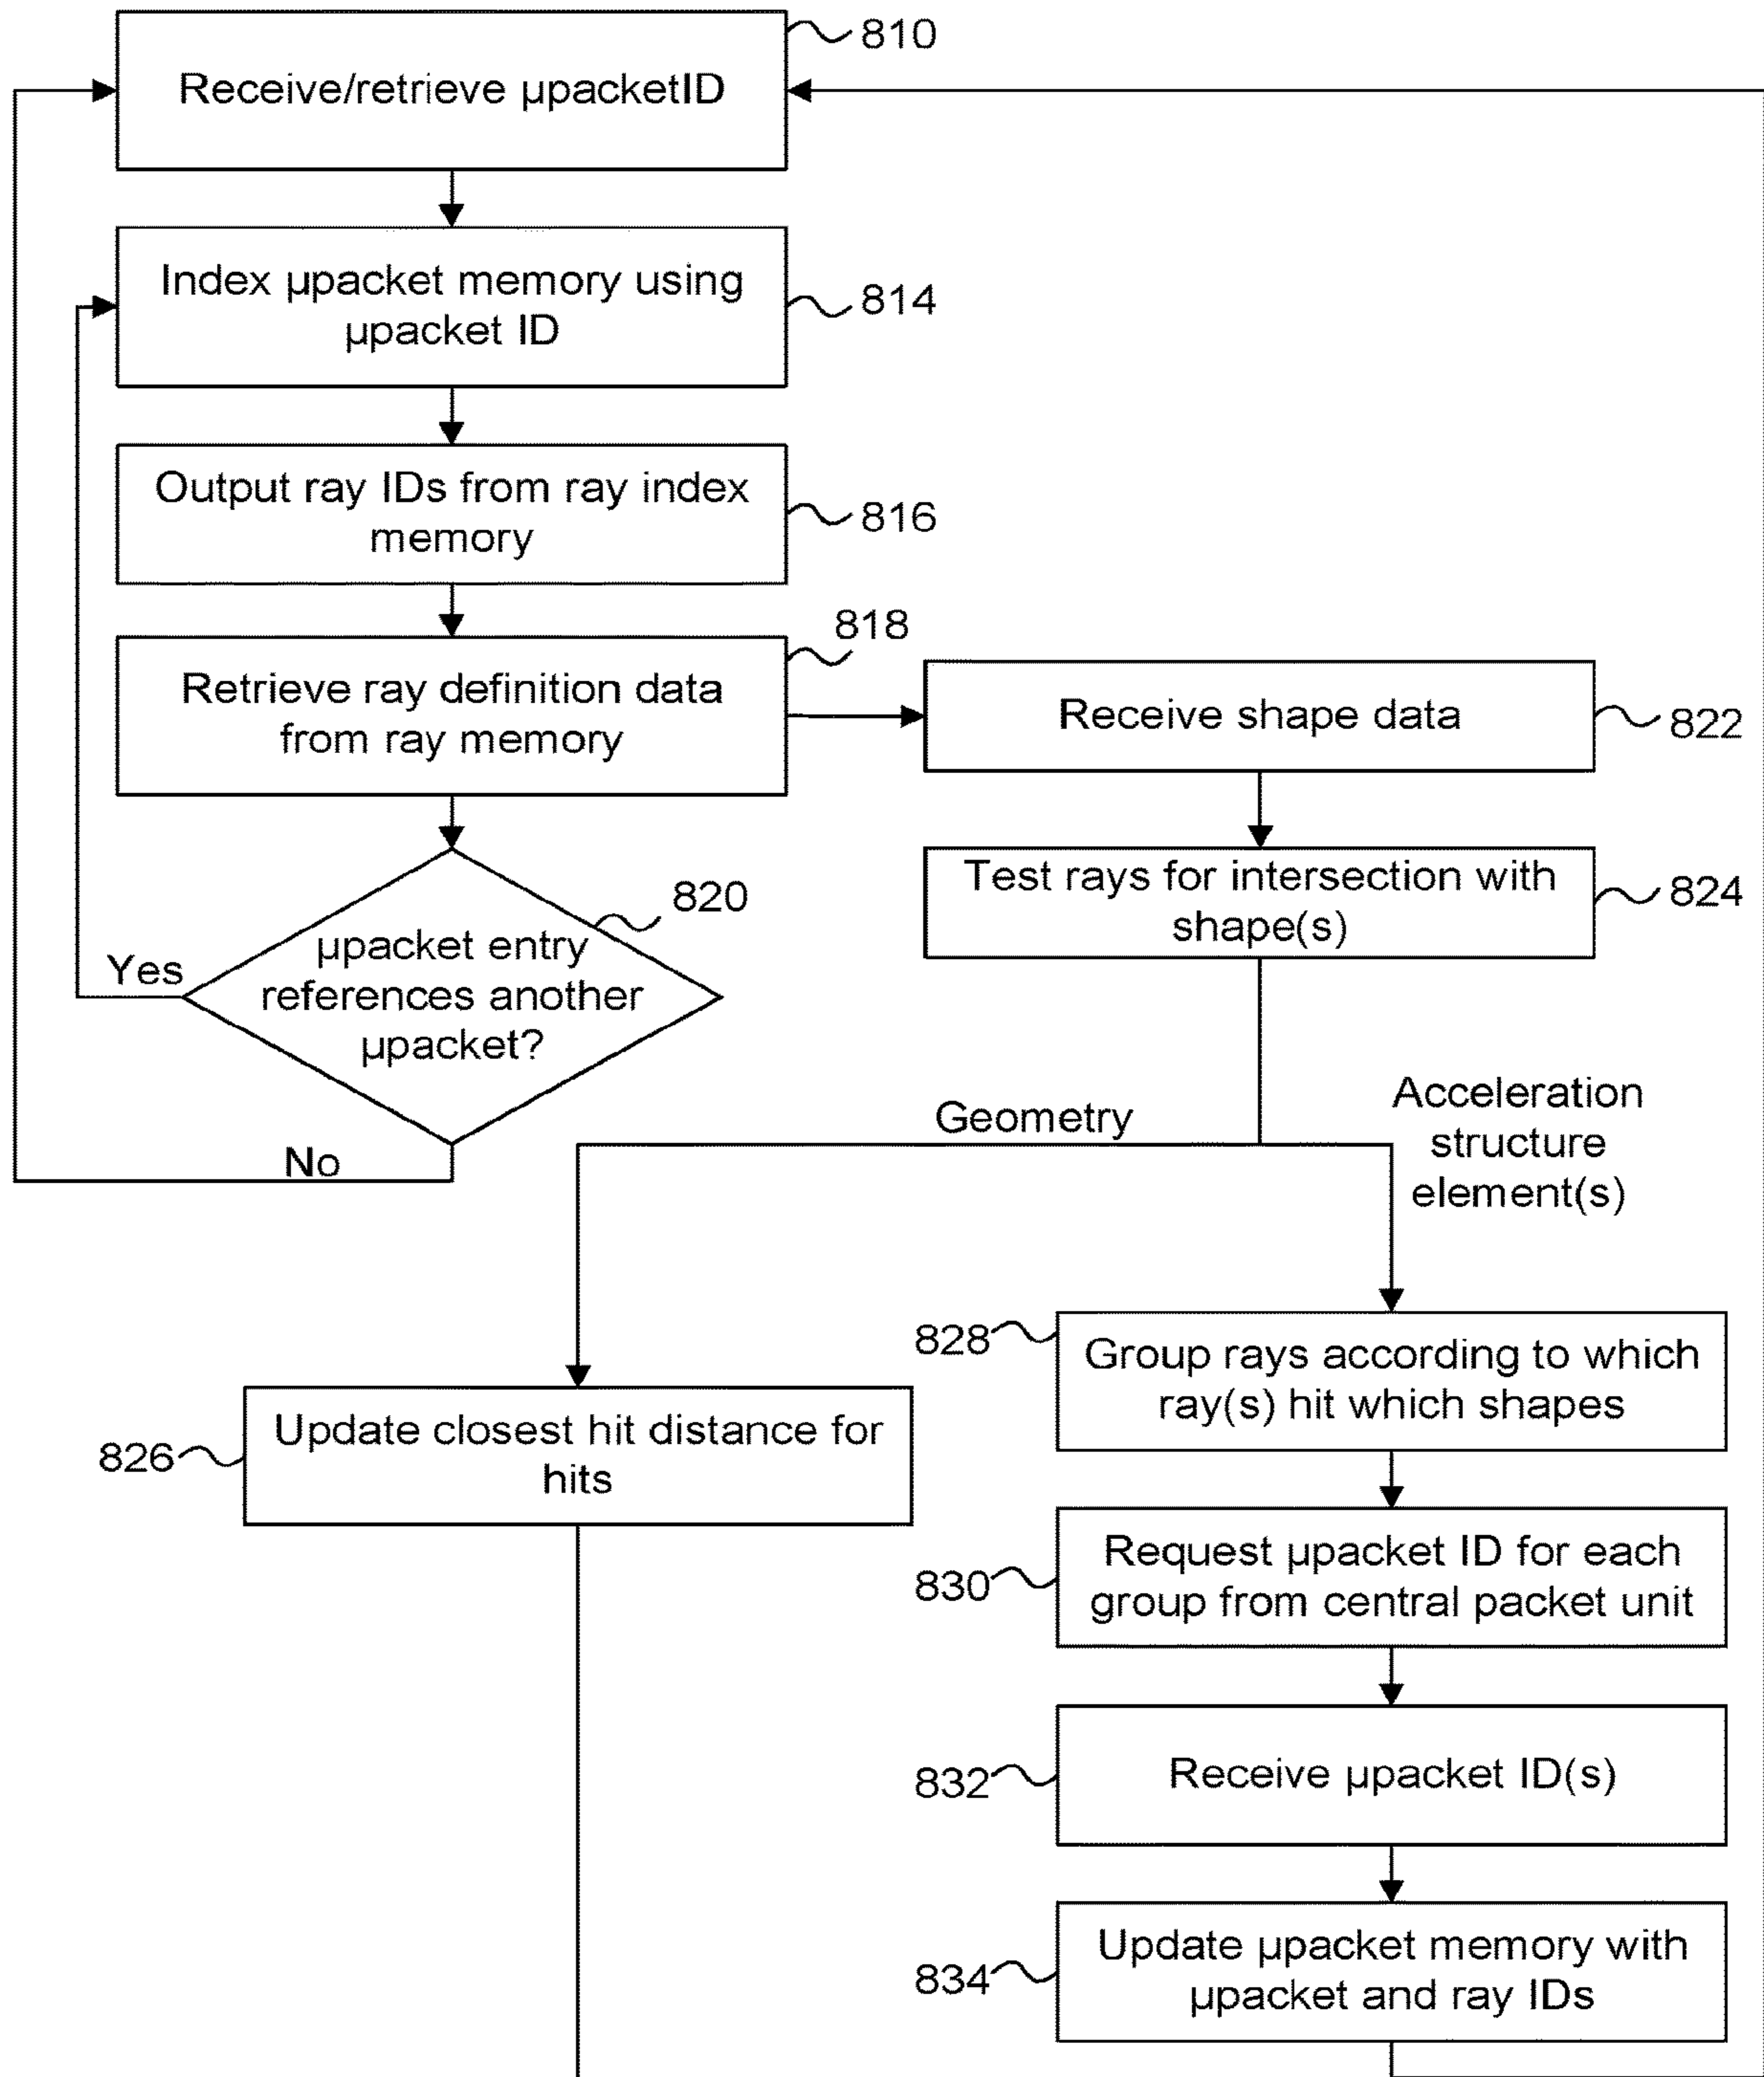 810
Receive/retrieve µpacketID
Index µpacket memory using
µpacket ID
814
Output ray IDs from ray index
memory
816
818
Retrieve ray definition data
from ray memory
Receive shape data
822
820
µpacket entry
references another
µpacket?
Yes
No
Test rays for intersection with
shape(s)
824
Geometry
Acceleration
structure
element(s)
826
Update closest hit distance for
hits
828
Group rays according to which
ray(s) hit which shapes
830
Request µpacket ID for each
group from central packet unit
832
Receive µpacket ID(s)
834
Update µpacket memory with
µpacket and ray IDs